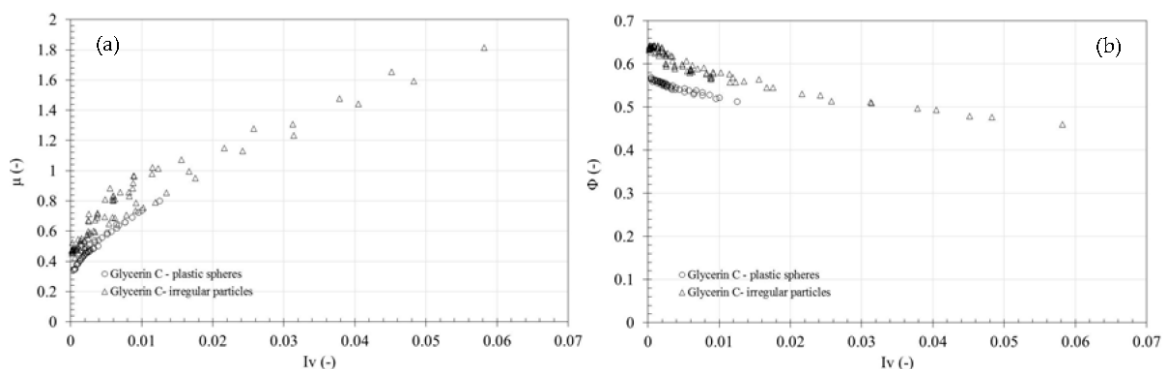 (a)
2
1.8
1.6
1.4
1.2
1
0.8
0.6
0.4
0.2
0
μ (-)
0 0.01 0.02 0.03 0.04 0.05 0.06 0.07
Iv (-)
Glycerin C - plastic spheres
Glycerin C- irregular particles
(b)
0.7
0.6
0.5
0.4
0.3
0.2
0.1
0
Φ (-)
0 0.01 0.02 0.03 0.04 0.05 0.06 0.07
Iv (-)
Glycerin C - plastic spheres
Glycerin C- irregular particles